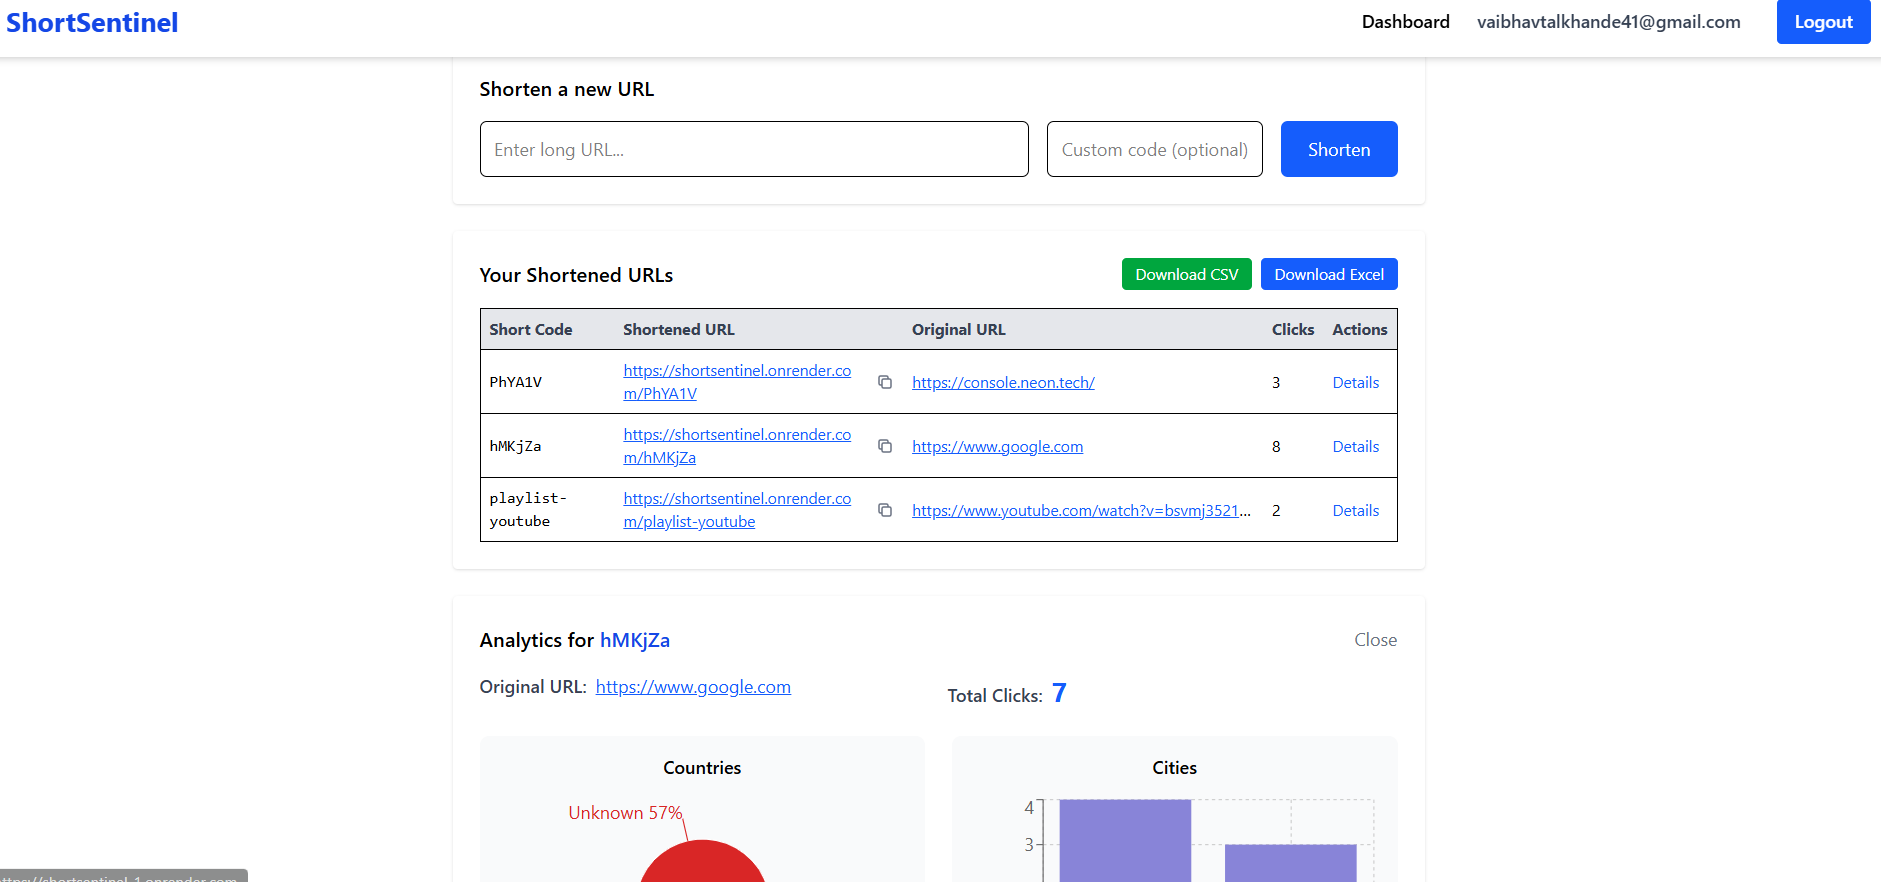 ShortSentinel
Dashboard
vaibhavtalkhande41@gmail.com
Logout
Shorten a new URL
Enter long URL...
Custom code (optional)
Shorten
Your Shortened URLs
Download CSV
Download Excel
Short Code
Shortened URL
Original URL
Clicks
Actions
PhYA1V
https://shortsentinel.onrender.co
m/PhYA1V
https://console.neon.tech/
3
Details
hMKjZa
https://shortsentinel.onrender.co
m/hMKjZa
https://www.google.com
8
Details
playlist-
youtube
https://shortsentinel.onrender.co
m/playlist-youtube
https://www.youtube.com/watch?v=bsvmj3521...
2
Details
Analytics for hMKjZa
Close
Original URL: https://www.google.com
Total Clicks: 7
Countries
Unknown 57%
Cities
4
3